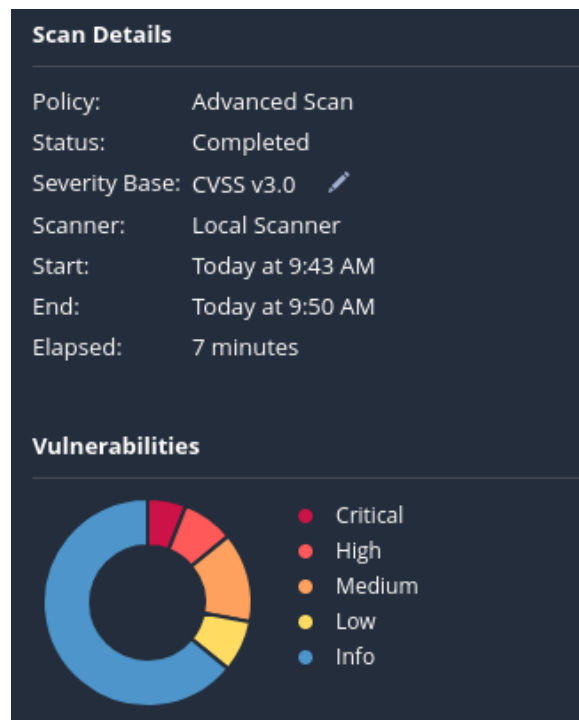 Scan Details
Policy: Advanced Scan
Status: Completed
Severity Base: CVSS v3.0
Scanner: Local Scanner
Start: Today at 9:43 AM
End: Today at 9:50 AM
Elapsed: 7 minutes
Vulnerabilities
Critical
High
Medium
Low
Info